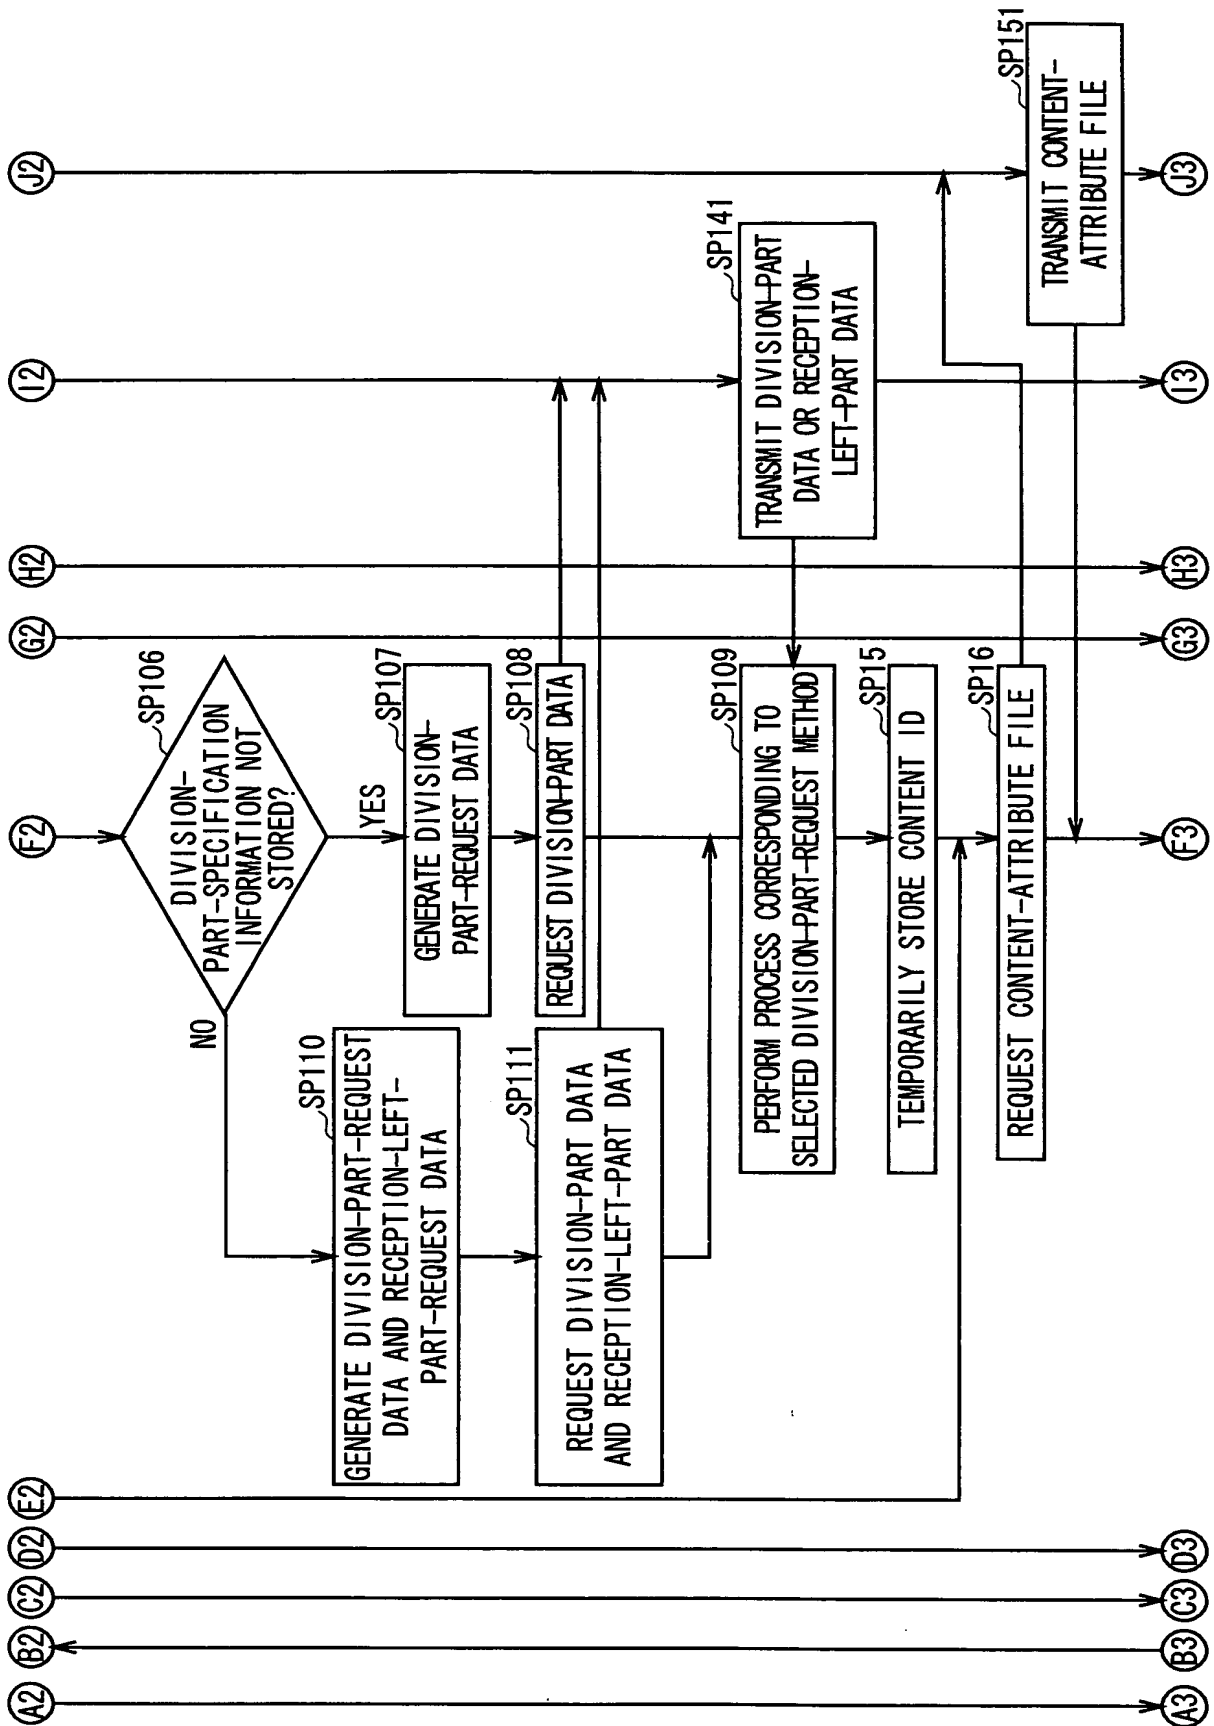 A2
B2
C2
D2
E2
F2
G2
H2
I2
J2
SP106
DIVISION-
PART-SPECIFICATION
INFORMATION NOT
STORED?
NO
YES
SP110
GENERATE DIVISION-PART-REQUEST
DATA AND RECEPTION-LEFT-
PART-REQUEST DATA
SP107
GENERATE DIVISION-
PART-REQUEST DATA
SP111
REQUEST DIVISION-PART DATA
AND RECEPTION-LEFT-PART DATA
SP108
REQUEST DIVISION-PART DATA
SP109
PERFORM PROCESS CORRESPONDING TO
SELECTED DIVISION-PART-REQUEST METHOD
SP141
TRANSMIT DIVISION-PART
DATA OR RECEPTION-
LEFT-PART DATA
SP15
TEMPORARILY STORE CONTENT ID
SP16
REQUEST CONTENT-ATTRIBUTE FILE
SP151
TRANSMIT CONTENT-
ATTRIBUTE FILE
A3
B3
C3
D3
F3
G3
H3
I3
J3